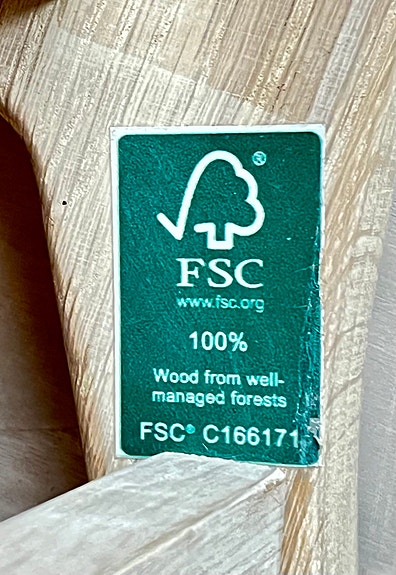 ®
FSC
www.fsc.org
100%
Wood from well-
managed forests
FSC® C166171